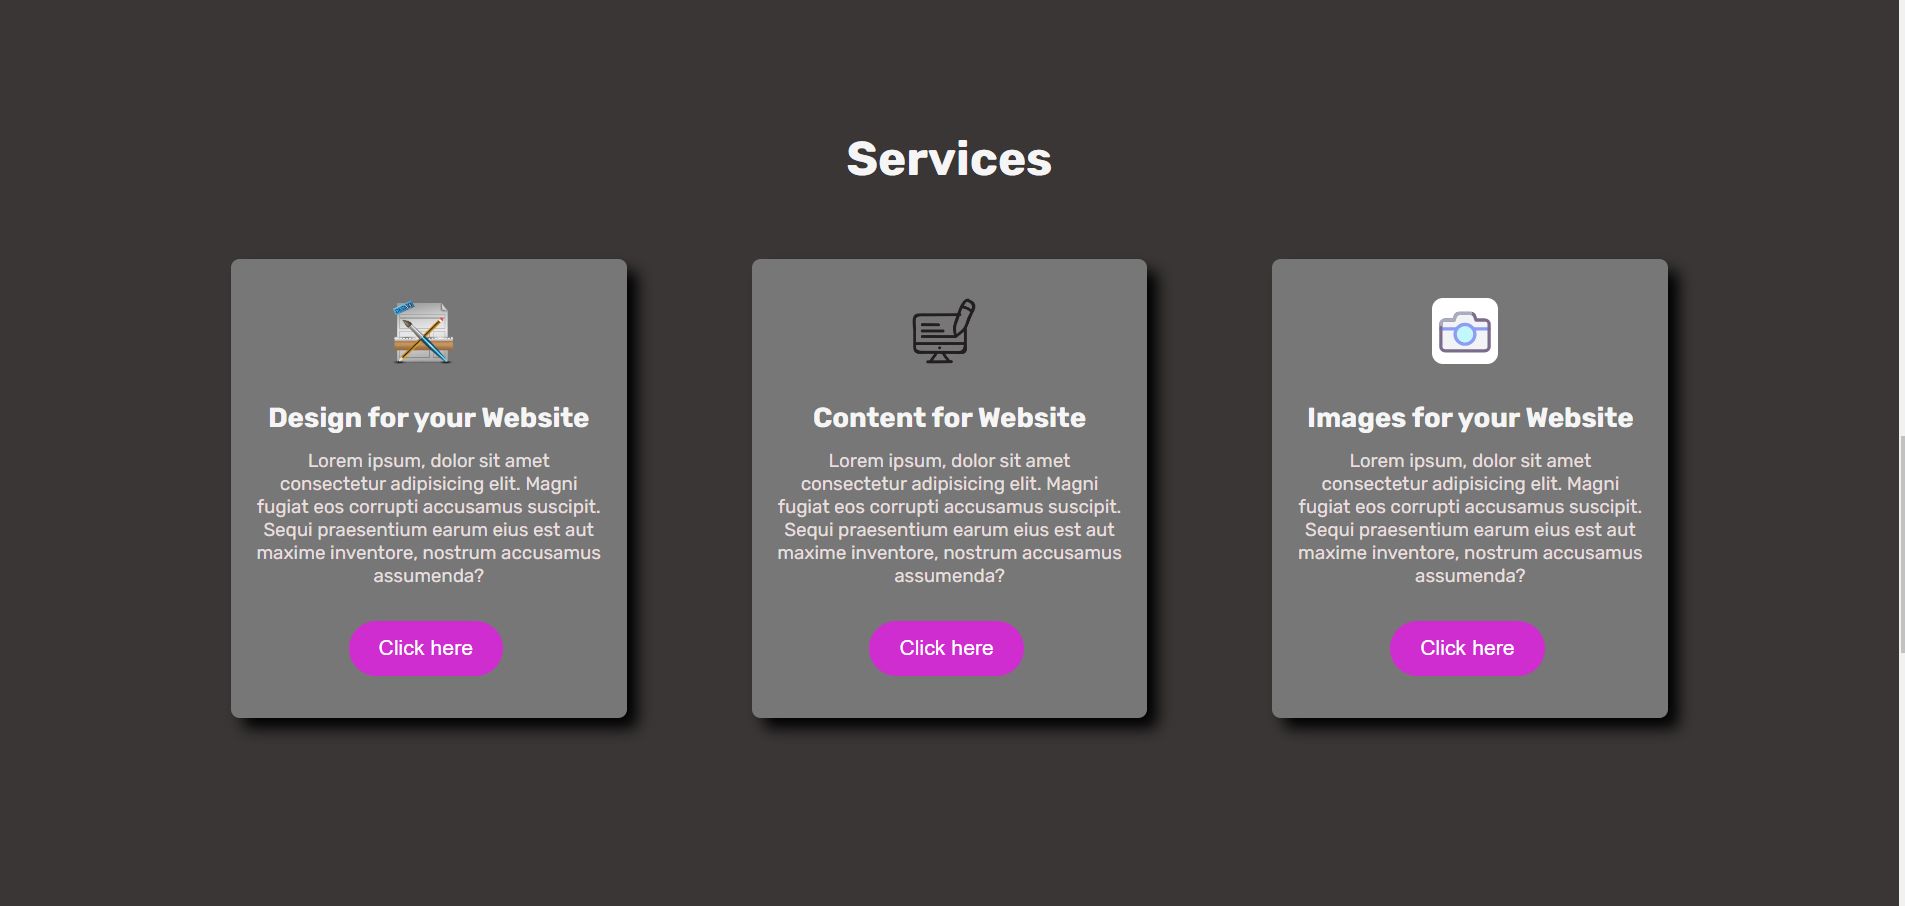 Services
Design for your Website
Lorem ipsum, dolor sit amet
consectetur adipisicing elit. Magni
fugiat eos corrupti accusamus suscipit.
Sequi praesentium earum eius est aut
maxime inventore, nostrum accusamus
assumenda?
Click here
Content for Website
Lorem ipsum, dolor sit amet
consectetur adipisicing elit. Magni
fugiat eos corrupti accusamus suscipit.
Sequi praesentium earum eius est aut
maxime inventore, nostrum accusamus
assumenda?
Click here
Images for your Website
Lorem ipsum, dolor sit amet
consectetur adipisicing elit. Magni
fugiat eos corrupti accusamus suscipit.
Sequi praesentium earum eius est aut
maxime inventore, nostrum accusamus
assumenda?
Click here